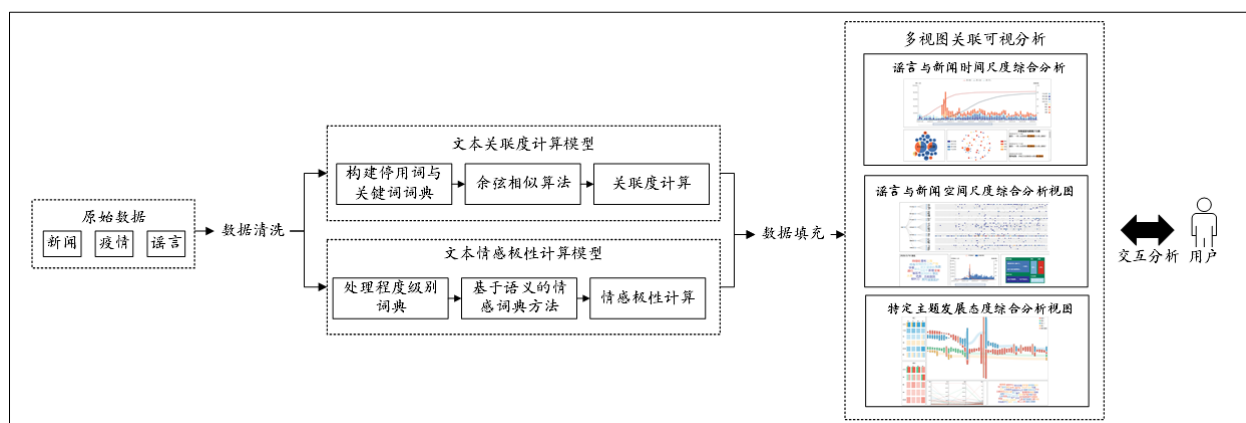 多视图关联可视分析
谣言与新闻时间尺度综合分析
文本关联度计算模型
构建停用词与
关键词词典
余弦相似算法
关联度计算
谣言与新闻空间尺度综合分析视图
原始数据
新闻
疫情
谣言
数据清洗
数据填充
交互分析
用户
文本情感极性计算模型
处理程度级别
词典
基于语义的情
感词典方法
情感极性计算
特定主题发展态度综合分析视图